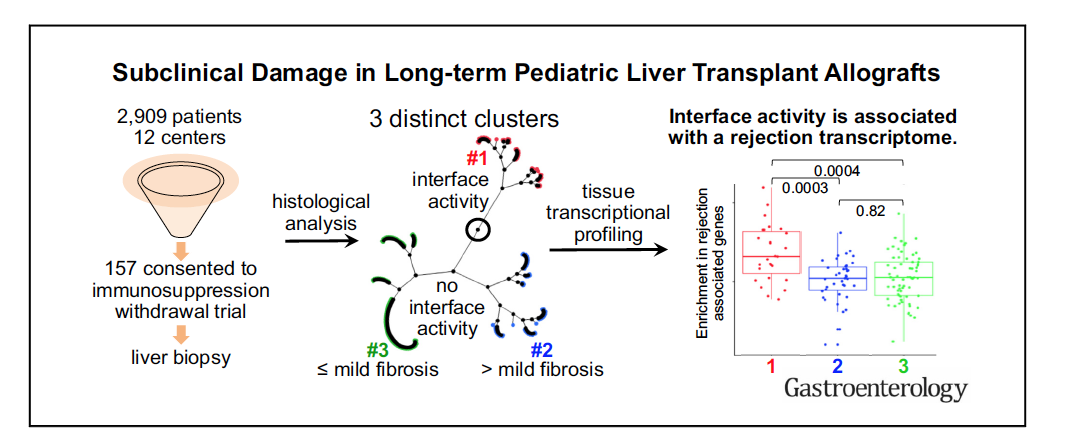 Subclinical Damage in Long-term Pediatric Liver Transplant Allografts
2,909 patients
12 centers
157 consented to
immunosuppression
withdrawal trial
liver biopsy
histological
analysis
3 distinct clusters
#1
interface
activity
no
interface
activity
#3
≤ mild fibrosis
#2
> mild fibrosis
tissue
transcriptional
profiling
Interface activity is associated
with a rejection transcriptome.
0.0004
0.0003
0.82
Enrichment in rejection
associated genes
1 2 3
Gastroenterology